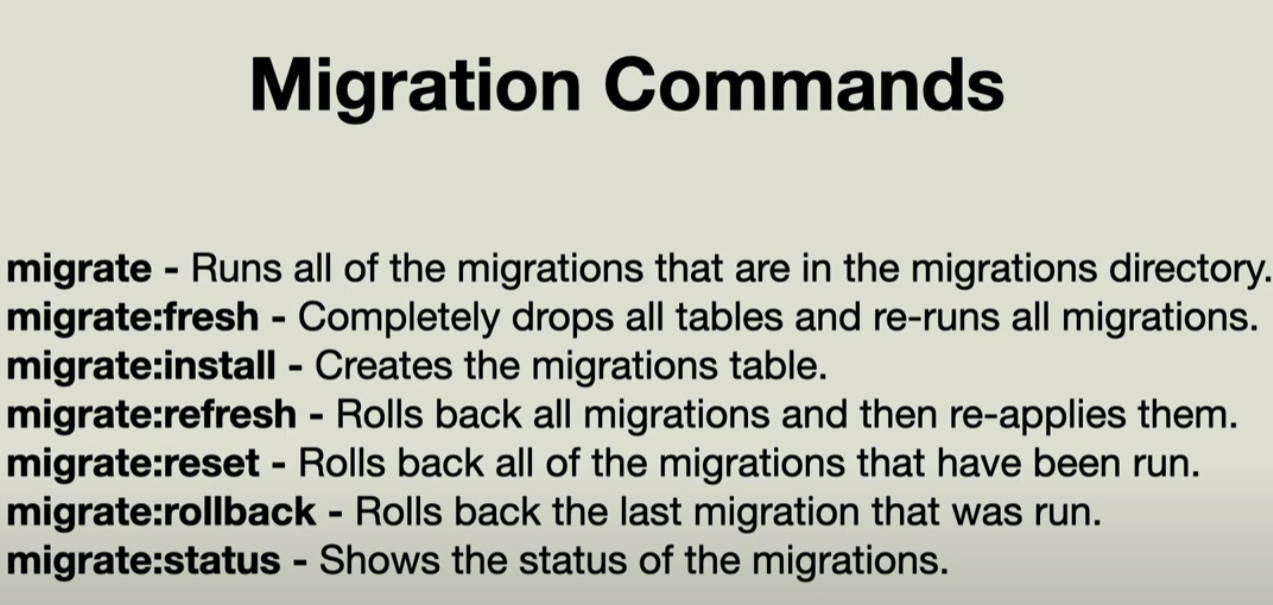 Migration Commands
migrate - Runs all of the migrations that are in the migrations directory.
migrate:fresh - Completely drops all tables and re-runs all migrations.
migrate:install - Creates the migrations table.
migrate:refresh - Rolls back all migrations and then re-applies them.
migrate:reset - Rolls back all of the migrations that have been run.
migrate:rollback - Rolls back the last migration that was run.
migrate:status - Shows the status of the migrations.